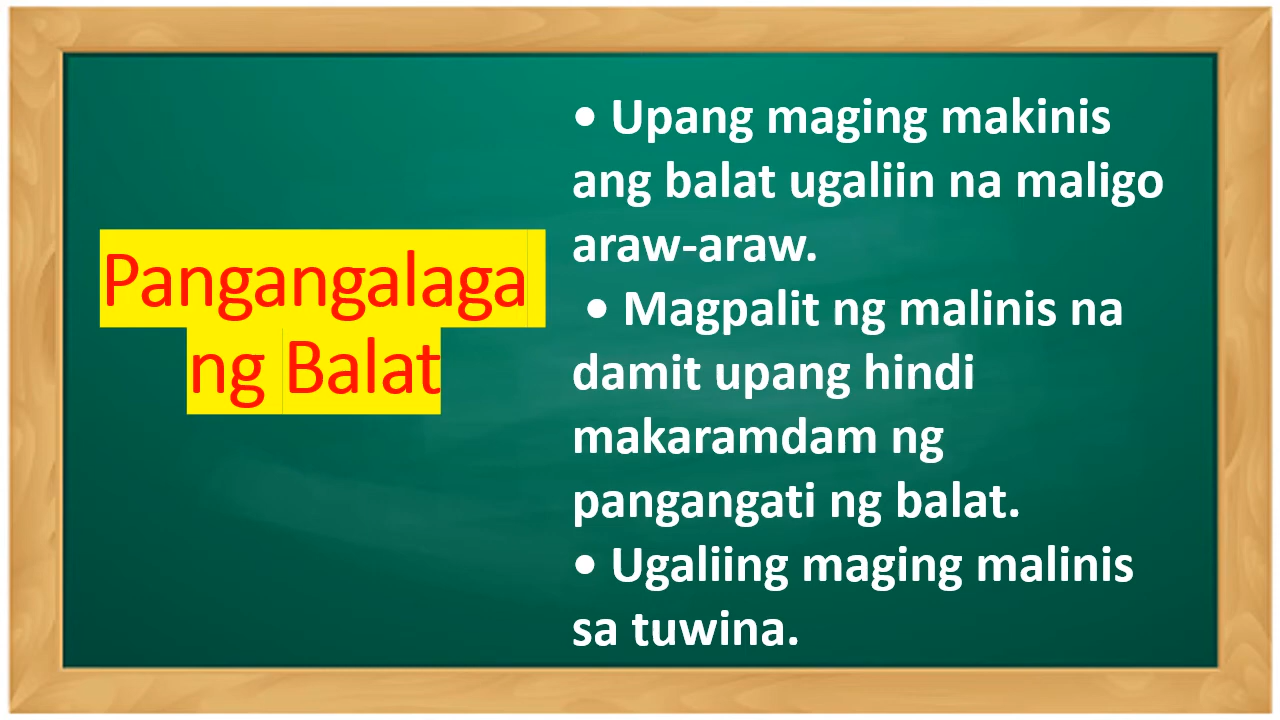 Pangangalaga
ng Balat
• Upang maging makinis
ang balat ugaliin na maligo
araw-araw.
• Magpalit ng malinis na
damit upang hindi
makaramdam ng
pangangati ng balat.
• Ugaliing maging malinis
sa tuwina.